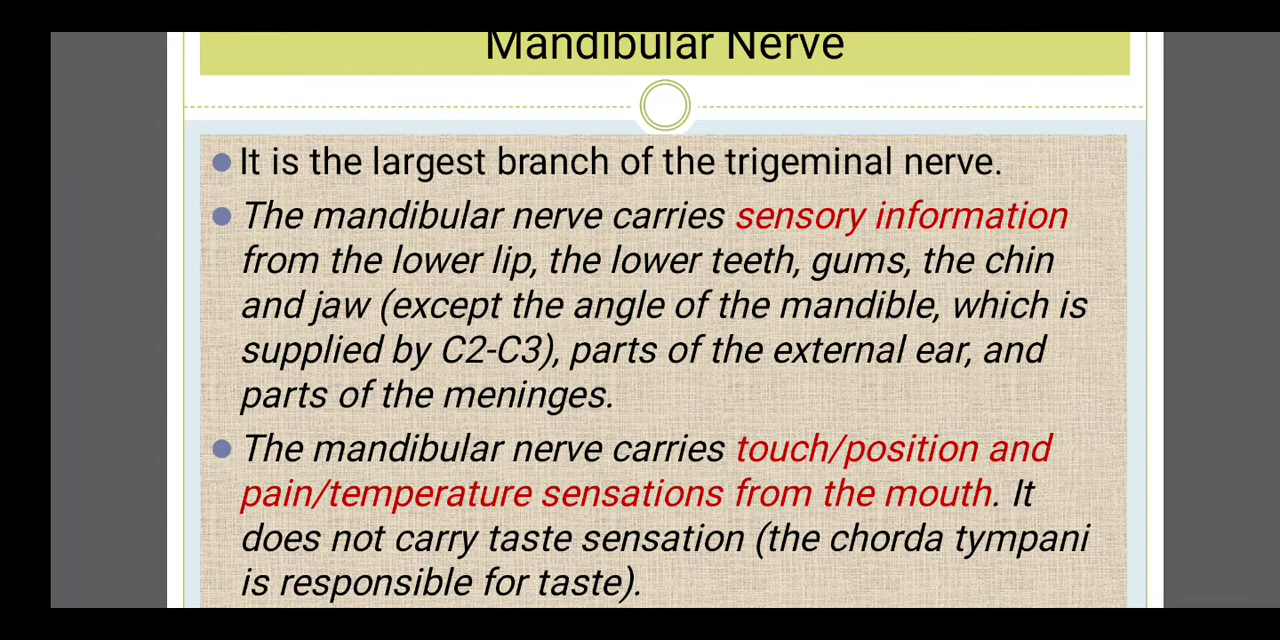 Mandibular Nerve
It is the largest branch of the trigeminal nerve.
The mandibular nerve carries sensory information
from the lower lip, the lower teeth, gums, the chin
and jaw (except the angle of the mandible, which is
supplied by C2-C3), parts of the external ear, and
parts of the meninges.
The mandibular nerve carries touch/position and
pain/temperature sensations from the mouth. It
does not carry taste sensation (the chorda tympani
is responsible for taste).